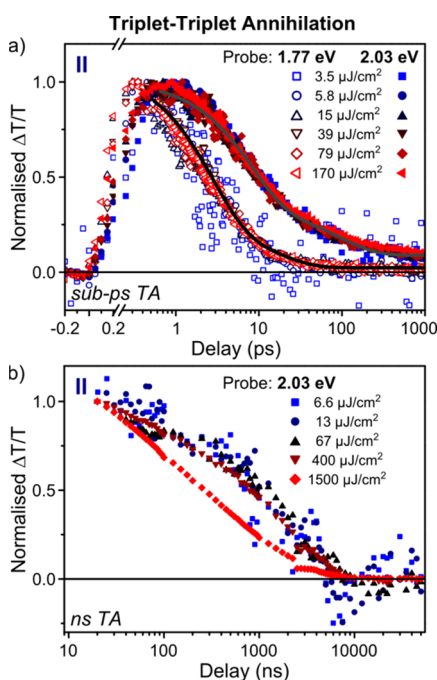 Triplet-Triplet Annihilation
a)
II
Probe: 1.77 eV 2.03 eV
3.5 µJ/cm²
5.8 µJ/cm²
15 µJ/cm²
39 µJ/cm²
79 µJ/cm²
170 µJ/cm²
1.0
0.5
0.0
Normalised ΔT/T
sub-ps TA
-0.2 0.2 1 10 100 1000
Delay (ps)
b)
II
Probe: 2.03 eV
6.6 µJ/cm²
13 µJ/cm²
67 µJ/cm²
400 µJ/cm²
1500 µJ/cm²
1.0
0.5
0.0
Normalised ΔT/T
ns TA
10 100 1000 10000
Delay (ns)